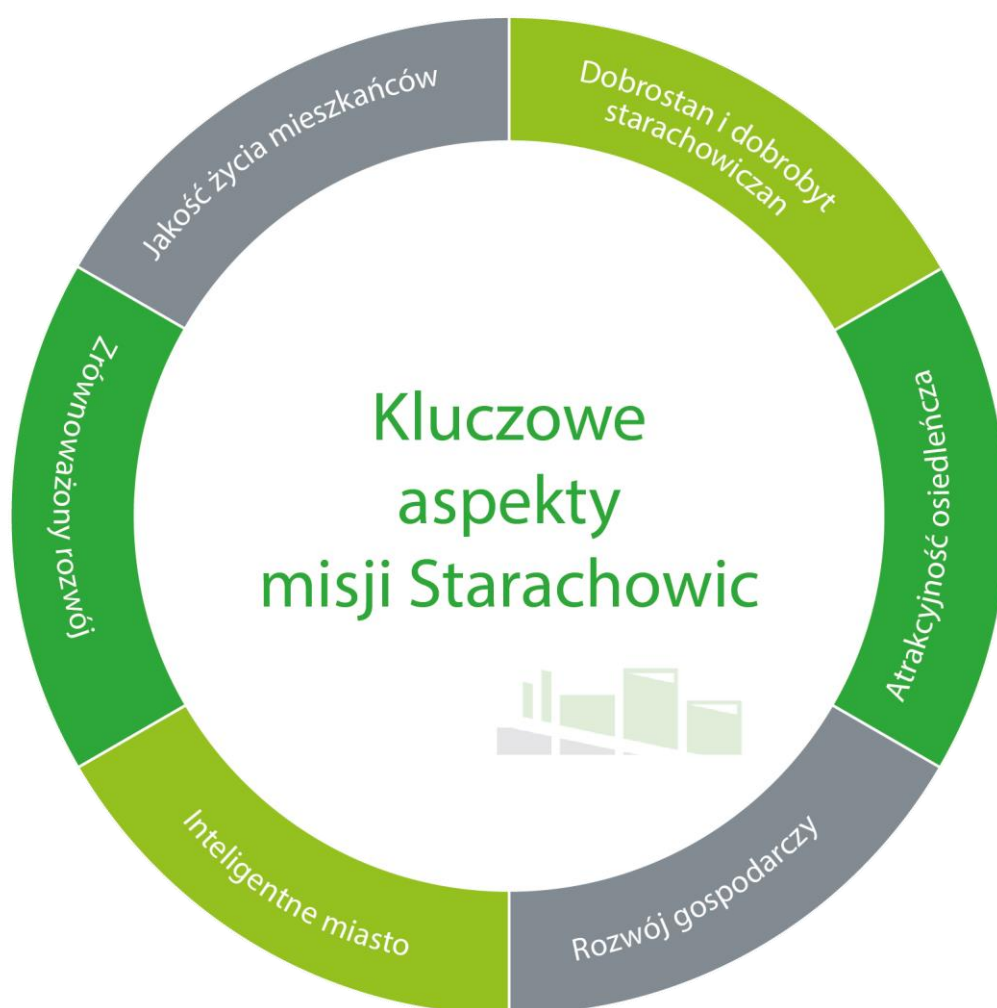 Kluczowe
aspekty
misji Starachowic
Dobrostan i dobrobyt
starachowiczan
Atrakcyjność osiedleńcza
Rozwój gospodarczy
Inteligentne miasto
Zrównoważony rozwój
Jakość życia mieszkańców